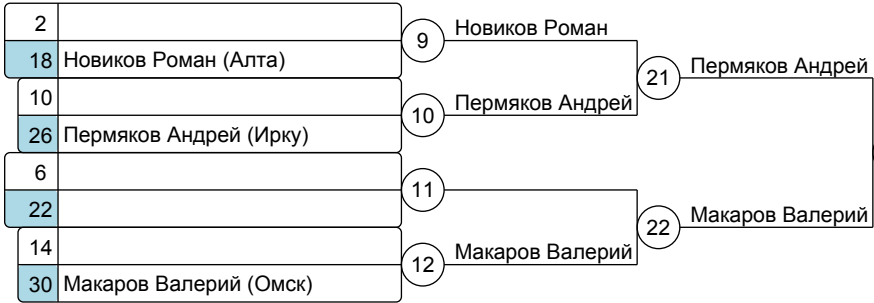 2
18 Новиков Роман (Алта)
9 Новиков Роман
10
26 Пермяков Андрей (Ирку)
10 Пермяков Андрей
21 Пермяков Андрей
6
22
11
14
30 Макаров Валерий (Омск)
12 Макаров Валерий
22 Макаров Валерий